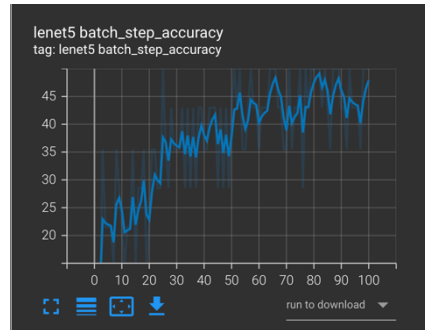 lenet5 batch_step_accuracy
tag: lenet5 batch_step_accuracy
45
40
35
30
25
20
0 10 20 30 40 50 60 70 80 90 100
run to download